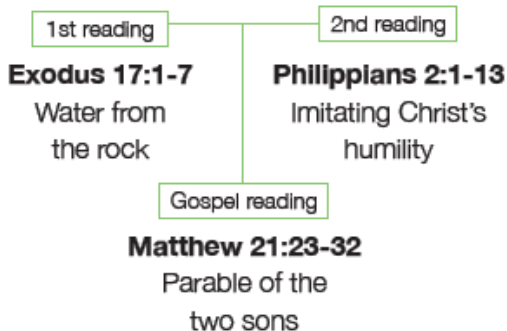 1st reading
Exodus 17:1-7
Water from
the rock
2nd reading
Philippians 2:1-13
Imitating Christ's
humility
Gospel reading
Matthew 21:23-32
Parable of the
two sons